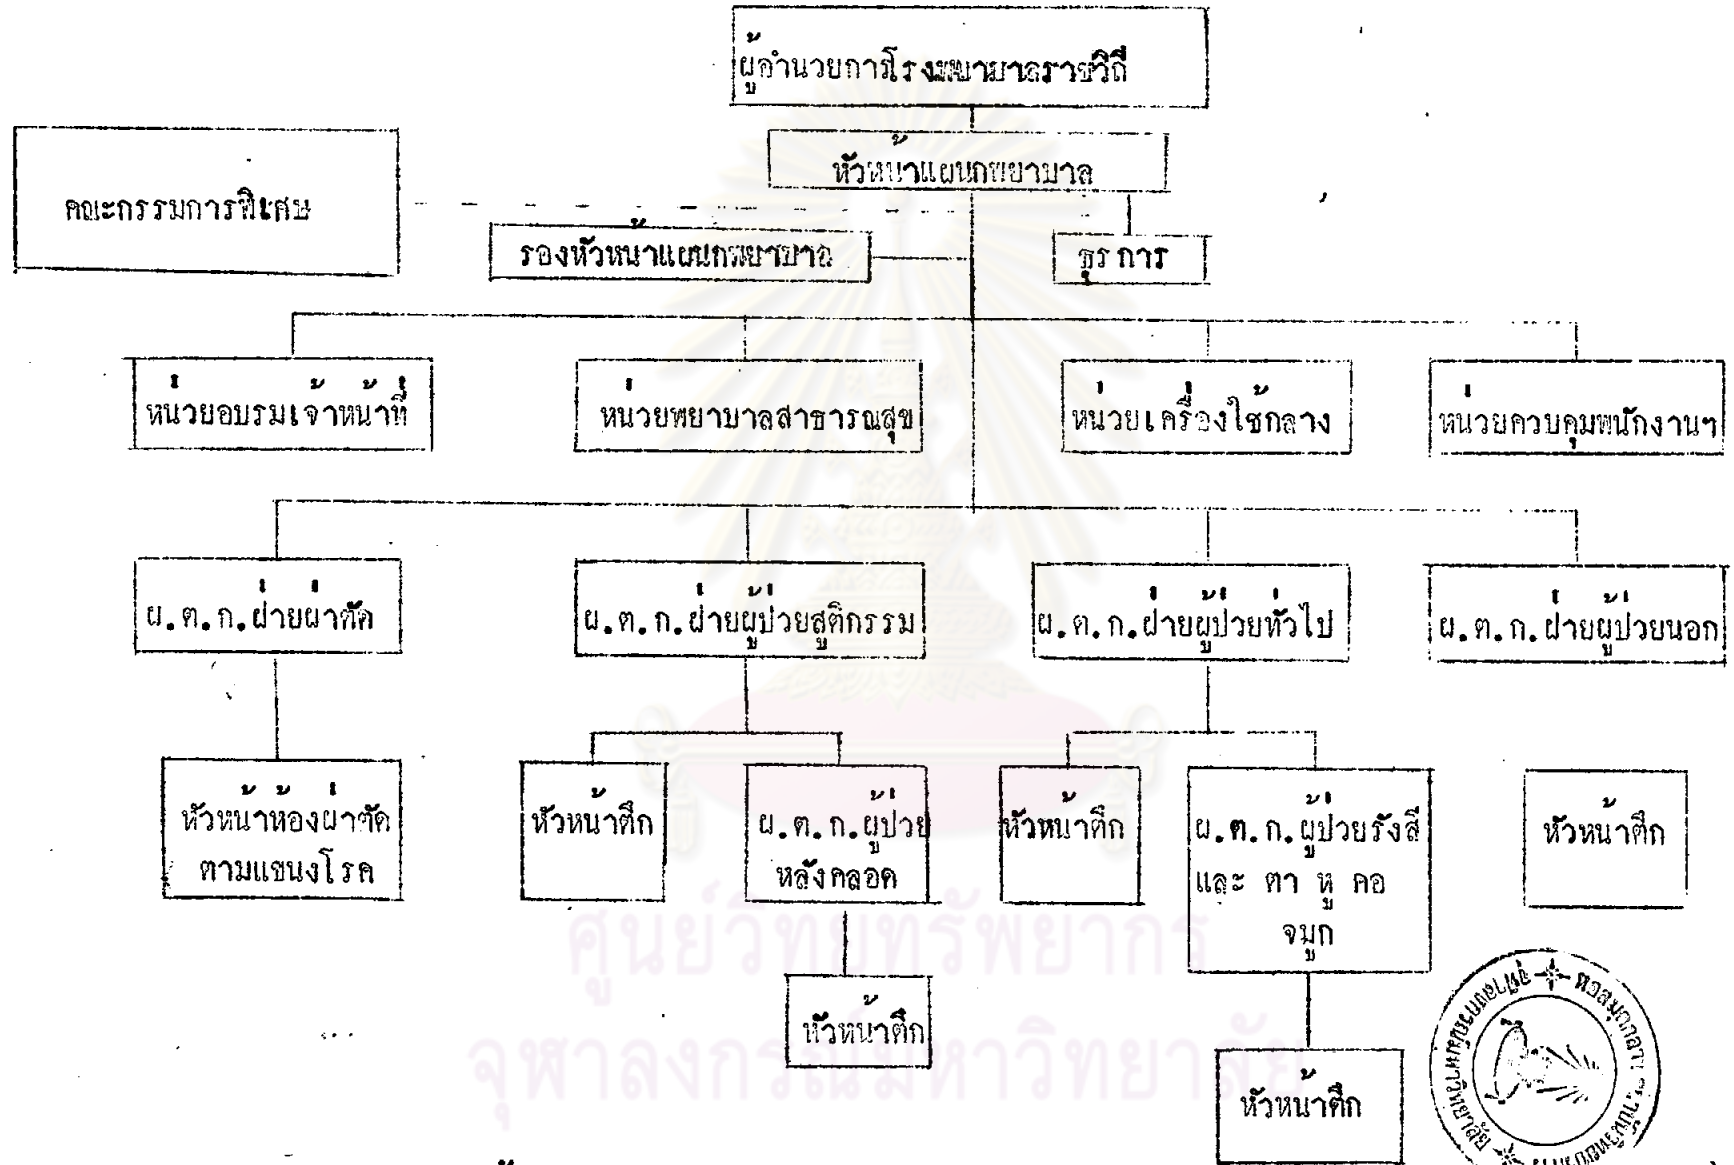 ผู้อำนวยการโรงพยาบาลราชวิถี
หัวหน้าแผนกพยาบาล
คณะกรรมการพิเศษ
รองหัวหน้าแผนกพยาบาล
ธุรการ
หน่วยอบรมเจ้าหน้าที่
หน่วยพยาบาลสาธารณสุข
หน่วยเครื่องใช้กลาง
หน่วยควบคุมพนักงานฯ
ผ.ต.ก.ฝ่ายผ่าตัด
ผ.ต.ก.ฝ่ายผู้ป่วยสูติกรรม
ผ.ต.ก.ฝ่ายผู้ป่วยทั่วไป
ผ.ต.ก.ฝ่ายผู้ป่วยนอก
หัวหน้าห้องผ่าตัด
ตามแขนงโรค
หัวหน้าตึก
ผ.ต.ก.ผู้ป่วย
หลังคลอด
หัวหน้าตึก
ผ.ต.ก.ผู้ป่วยรังสี
และ ตา หู คอ
จมูก
หัวหน้าตึก
หัวหน้าตึก
หัวหน้าตึก
ศูนย์วิทยทรัพยากร
จุฬาลงกรณ์มหาวิทยาลัย